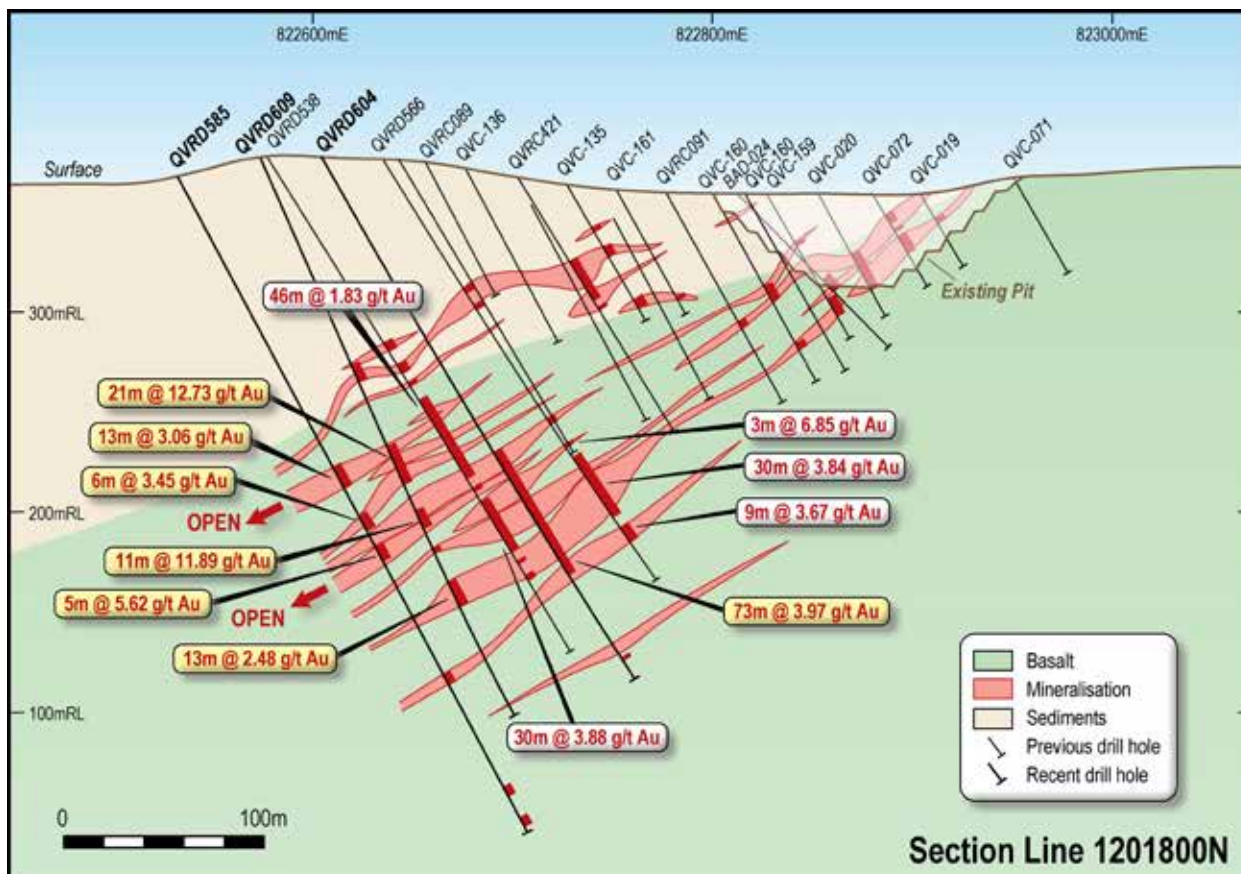 822600mE
822800mE
823000mE
QVRD585
QVRD609
QVRD538
QVRD604
QVRD566
QVRC089
QVC-136
QVRC421
QVC-135
QVC-161
QVRC091
QVC-160
BAD-024
QVC-160
QVC-159
QVC-020
QVC-072
QVC-019
QVC-071
Surface
Existing Pit
300mRL
200mRL
100mRL
46m @ 1.83 g/t Au
21m @ 12.73 g/t Au
13m @ 3.06 g/t Au
6m @ 3.45 g/t Au
OPEN
11m @ 11.89 g/t Au
5m @ 5.62 g/t Au
OPEN
13m @ 2.48 g/t Au
30m @ 3.88 g/t Au
3m @ 6.85 g/t Au
30m @ 3.84 g/t Au
9m @ 3.67 g/t Au
73m @ 3.97 g/t Au
Basalt
Mineralisation
Sediments
Previous drill hole
Recent drill hole
0
100m
Section Line 1201800N